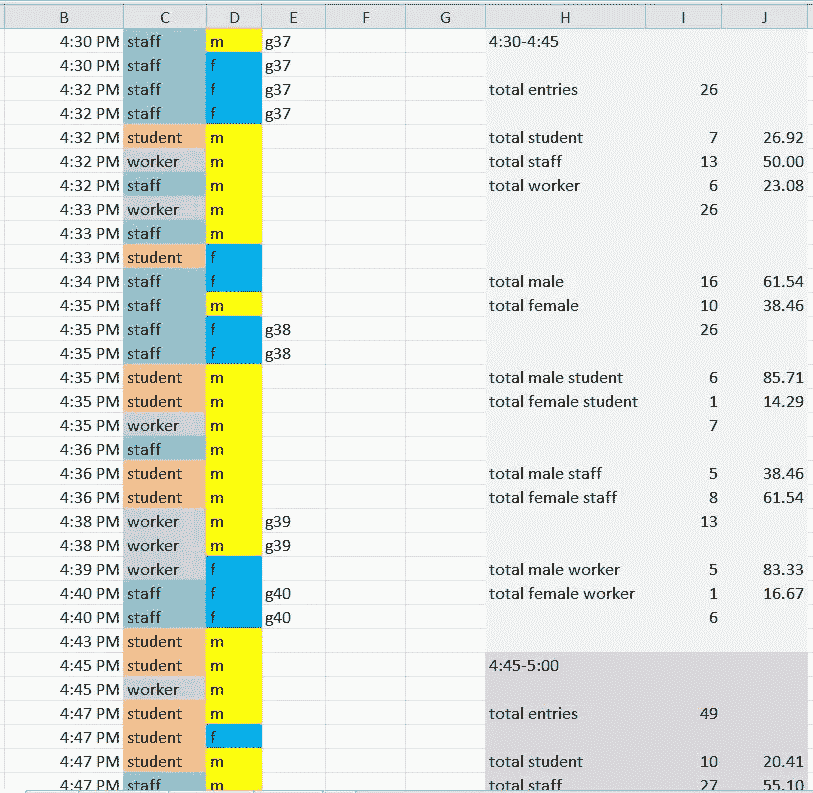 B C D E F G H I J
4:30 PM staff m g37 4:30-4:45
4:30 PM staff f g37
4:32 PM staff f g37 total entries 26
4:32 PM staff f g37
4:32 PM student m total student 7 26.92
4:32 PM worker m total staff 13 50.00
4:32 PM staff m total worker 6 23.08
4:33 PM worker m 26
4:33 PM staff m
4:33 PM student f
4:34 PM staff f total male 16 61.54
4:35 PM staff m total female 10 38.46
4:35 PM staff f g38 26
4:35 PM staff f g38
4:35 PM student m total male student 6 85.71
4:35 PM student m total female student 1 14.29
4:35 PM worker m 7
4:36 PM staff m
4:36 PM student m total male staff 5 38.46
4:36 PM student m total female staff 8 61.54
4:38 PM worker m g39 13
4:38 PM worker m g39
4:39 PM worker f total male worker 5 83.33
4:40 PM staff f g40 total female worker 1 16.67
4:40 PM staff f g40 6
4:43 PM student m
4:45 PM student m 4:45-5:00
4:45 PM worker m
4:47 PM student m total entries 49
4:47 PM student f
4:47 PM student m total student 10 20.41
4:47 PM staff m total staff 27 55.10